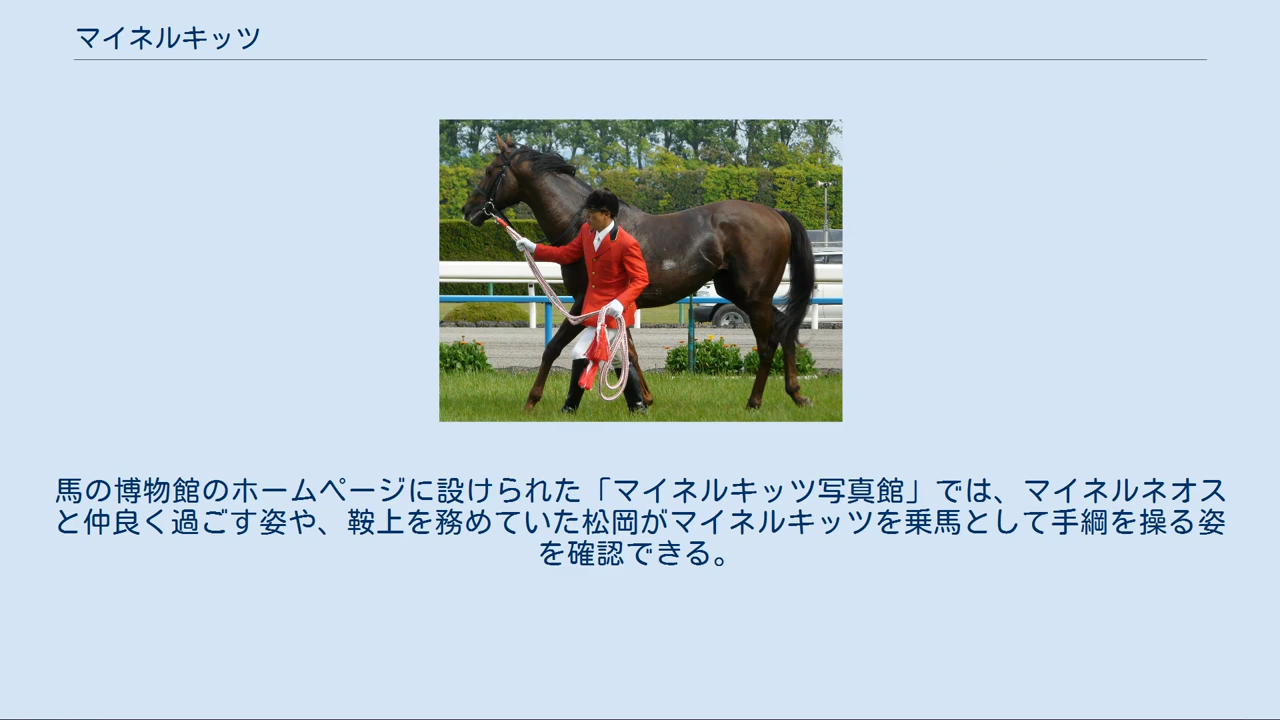 マイネルキッツ
馬の博物館のホームページに設けられた「マイネルキッツ写真館」では、マイネルネオス
と仲良く過ごす姿や、鞍上を務めていた松岡がマイネルキッツを乗馬として手綱を操る姿
を確認できる。